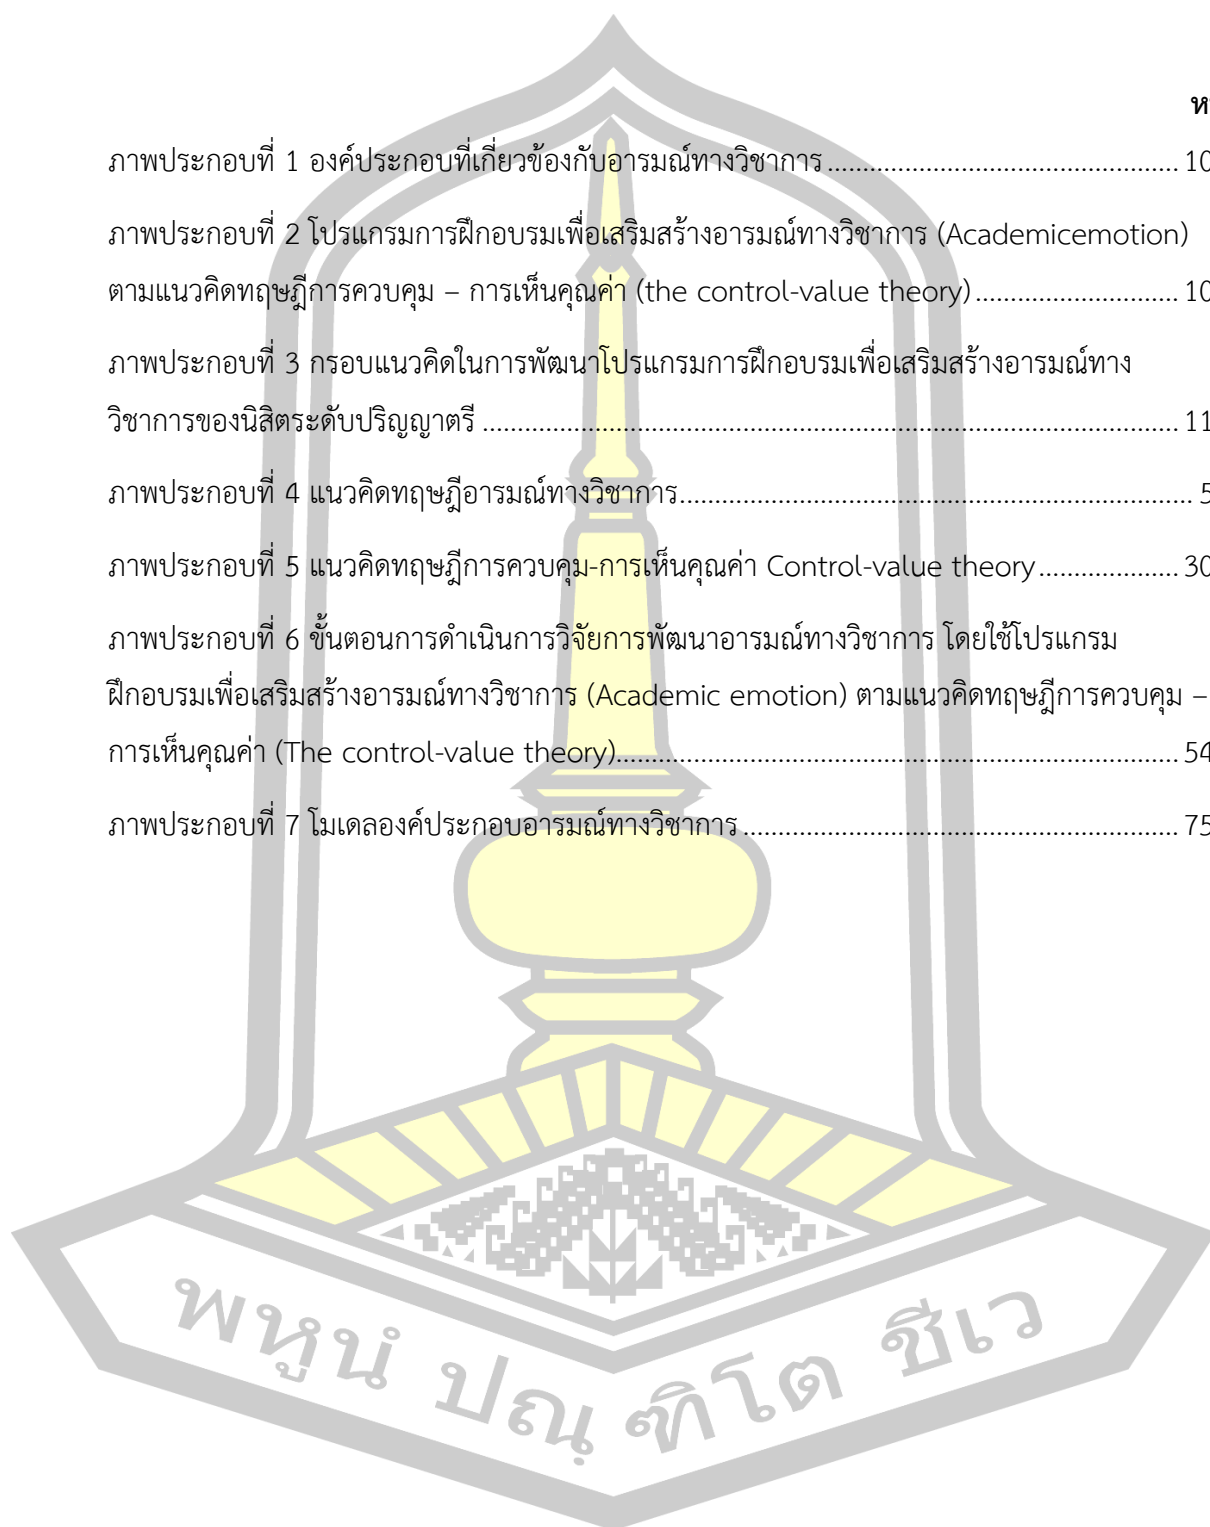 ภาพประกอบที่ 1 องค์ประกอบที่เกี่ยวข้องกับอารมณ์ทางวิชาการ ............................................... 10
ภาพประกอบที่ 2 โปรแกรมการฝึกอบรมเพื่อเสริมสร้างอารมณ์ทางวิชาการ (Academicemotion)
ตามแนวคิดทฤษฎีการควบคุม – การเห็นคุณค่า (the control-value theory) ........................... 10
ภาพประกอบที่ 3 กรอบแนวคิดในการพัฒนาโปรแกรมการฝึกอบรมเพื่อเสริมสร้างอารมณ์ทาง
วิชาการของนิสิตระดับปริญญาตรี ............................................................................................... 11
ภาพประกอบที่ 4 แนวคิดทฤษฎีอารมณ์ทางวิชาการ..................................................................... 5
ภาพประกอบที่ 5 แนวคิดทฤษฎีการควบคุม-การเห็นคุณค่า Control-value theory ................... 30
ภาพประกอบที่ 6 ขั้นตอนการดำเนินการวิจัยการพัฒนาอารมณ์ทางวิชาการ โดยใช้โปรแกรม
ฝึกอบรมเพื่อเสริมสร้างอารมณ์ทางวิชาการ (Academic emotion) ตามแนวคิดทฤษฎีการควบคุม –
การเห็นคุณค่า (The control-value theory)............................................................................ 54
ภาพประกอบที่ 7 โมเดลองค์ประกอบอารมณ์ทางวิชาการ .......................................................... 75
พหูนํ ปณฺฑิโต ชีเว